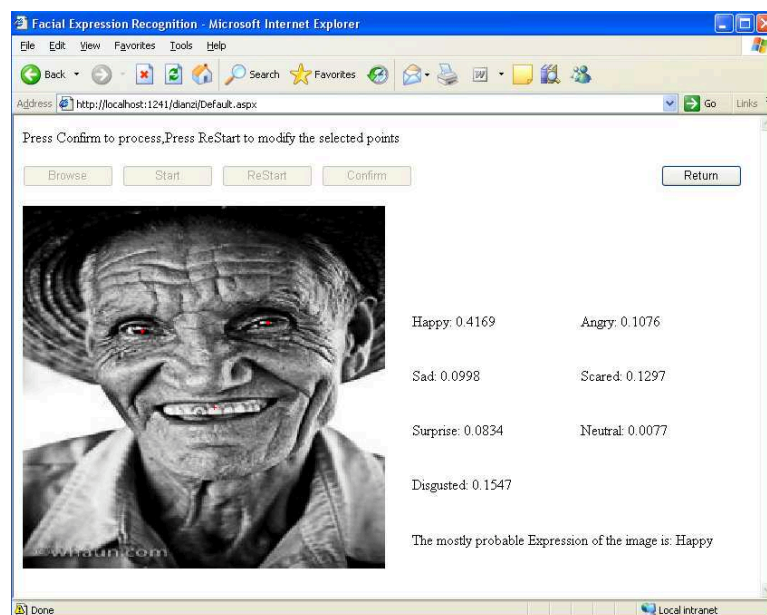 Facial Expression Recognition - Microsoft Internet Explorer
File Edit View Favorites Tools Help
Back Search Favorites
Address http://localhost:1241/dianzi/Default.aspx Go Links
Press Confirm to process,Press ReStart to modify the selected points
Browse Start ReStart Confirm Return
Happy: 0.4169 Angry: 0.1076
Sad: 0.0998 Scared: 0.1297
Surprise: 0.0834 Neutral: 0.0077
Disgusted: 0.1547
The mostly probable Expression of the image is: Happy
Done Local intranet